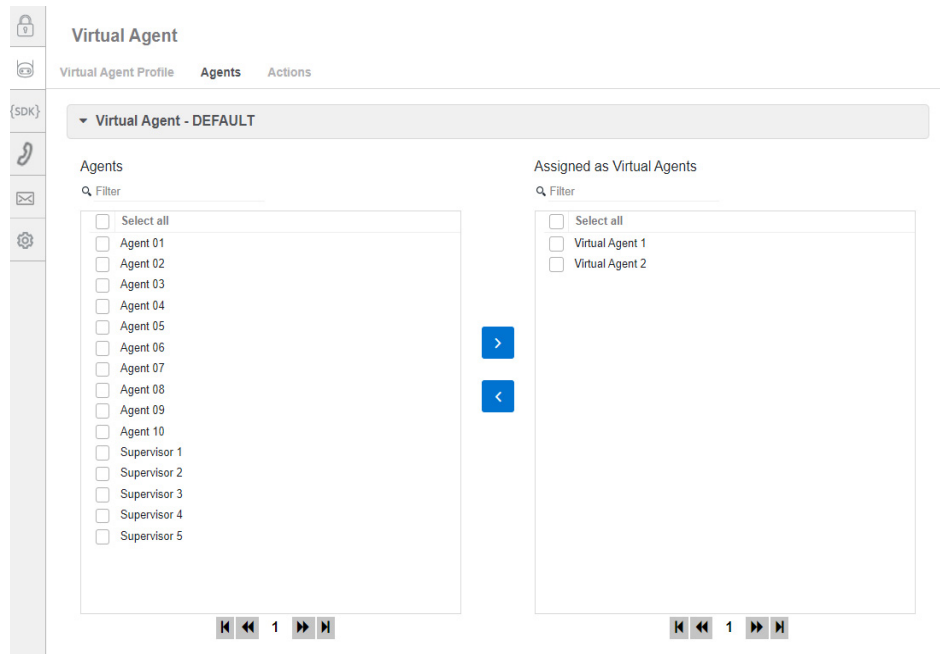 Virtual Agent
Virtual Agent Profile Agents Actions
{SDK}
Virtual Agent - DEFAULT
Agents
Filter
Select all
Agent 01
Agent 02
Agent 03
Agent 04
Agent 05
Agent 06
Agent 07
Agent 08
Agent 09
Agent 10
Supervisor 1
Supervisor 2
Supervisor 3
Supervisor 4
Supervisor 5
1
Assigned as Virtual Agents
Filter
Select all
Virtual Agent 1
Virtual Agent 2
1